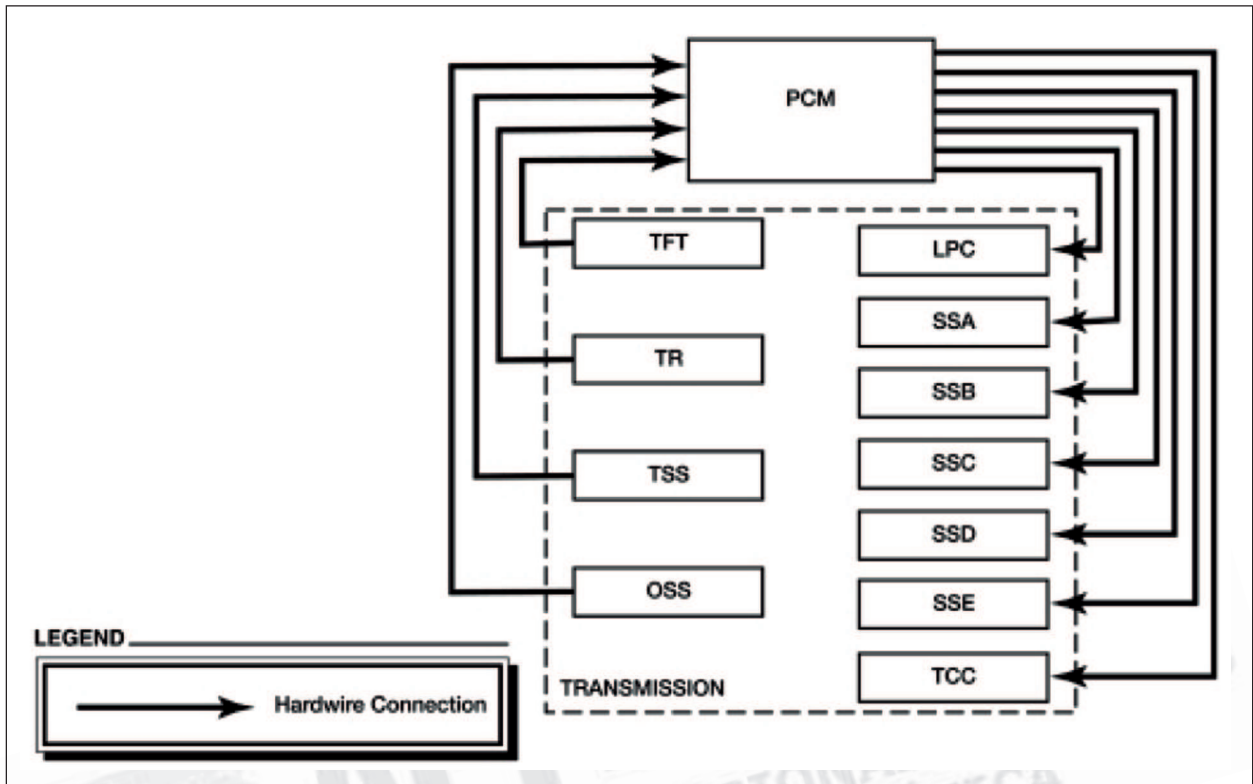 PCM
TFT
LPC
SSA
TR
SSB
SSC
TSS
SSD
OSS
SSE
LEGEND
TCC
TRANSMISSION
Hardwire Connection